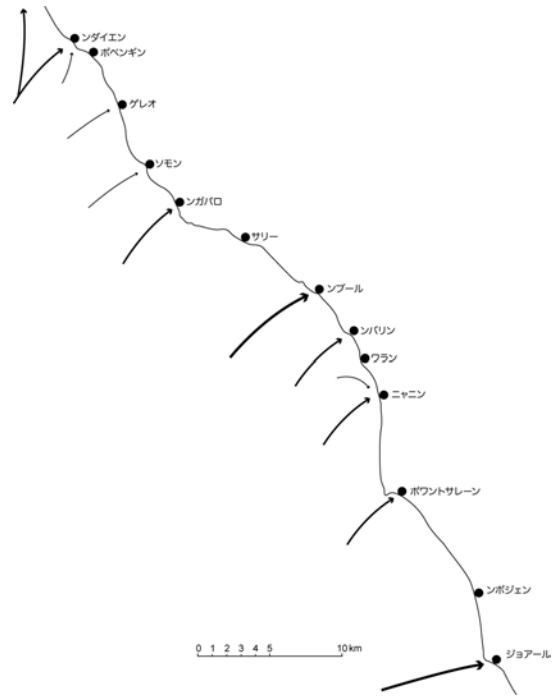 ンダイエン
ポペンギン
ゲレオ
ソモン
ンガパロ
サリー
ンブール
ンバリン
ワラン
ニャニン
ポワントサレーン
ンボジェン
ジョアール
0 1 2 3 4 5 10km